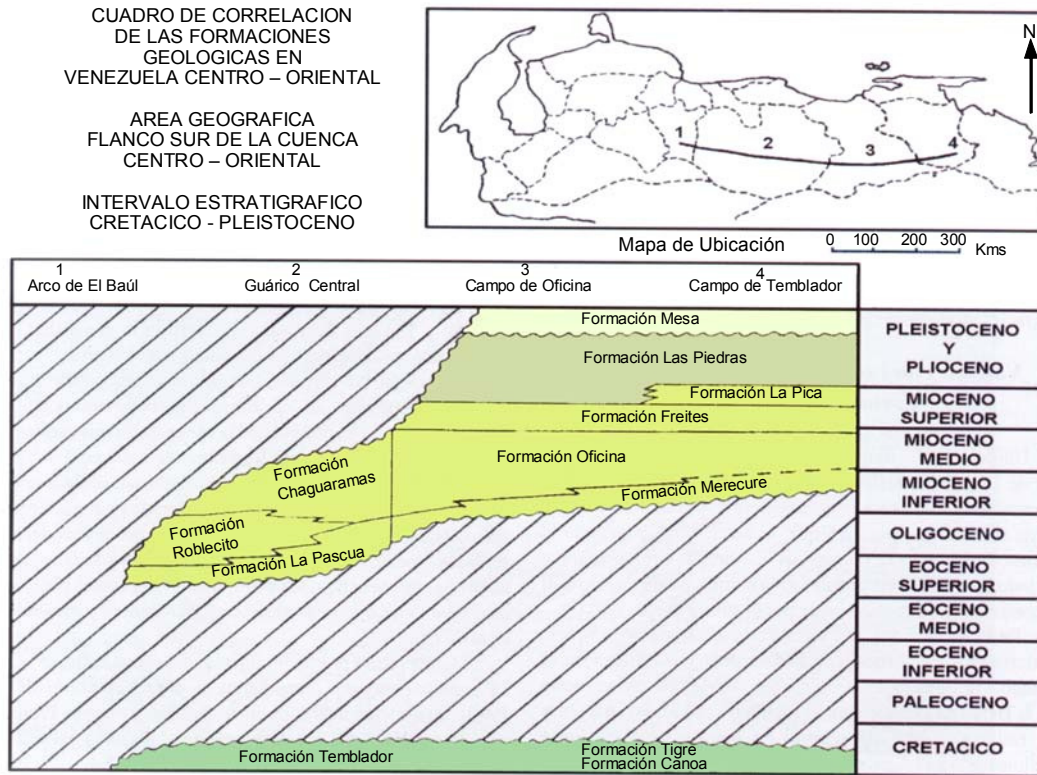 CUADRO DE CORRELACION
DE LAS FORMACIONES
GEOLOGICAS EN
VENEZUELA CENTRO – ORIENTAL
AREA GEOGRAFICA
FLANCO SUR DE LA CUENCA
CENTRO – ORIENTAL
INTERVALO ESTRATIGRAFICO
CRETACICO - PLEISTOCENO
N
1
2
3
4
Mapa de Ubicación
0 100 200 300 Kms
1
Arco de El Baúl
2
Guárico Central
3
Campo de Oficina
4
Campo de Temblador
Formación Mesa
Formación Las Piedras
Formación La Pica
Formación Freites
Formación Oficina
Formación Merecure
Formación
Chaguaramas
Formación
Roblecito
Formación La Pascua
Formación Temblador
Formación Tigre
Formación Canoa
PLEISTOCENO
Y
PLIOCENO
MIOCENO
SUPERIOR
MIOCENO
MEDIO
MIOCENO
INFERIOR
OLIGOCENO
EOCENO
SUPERIOR
EOCENO
MEDIO
EOCENO
INFERIOR
PALEOCENO
CRETACICO